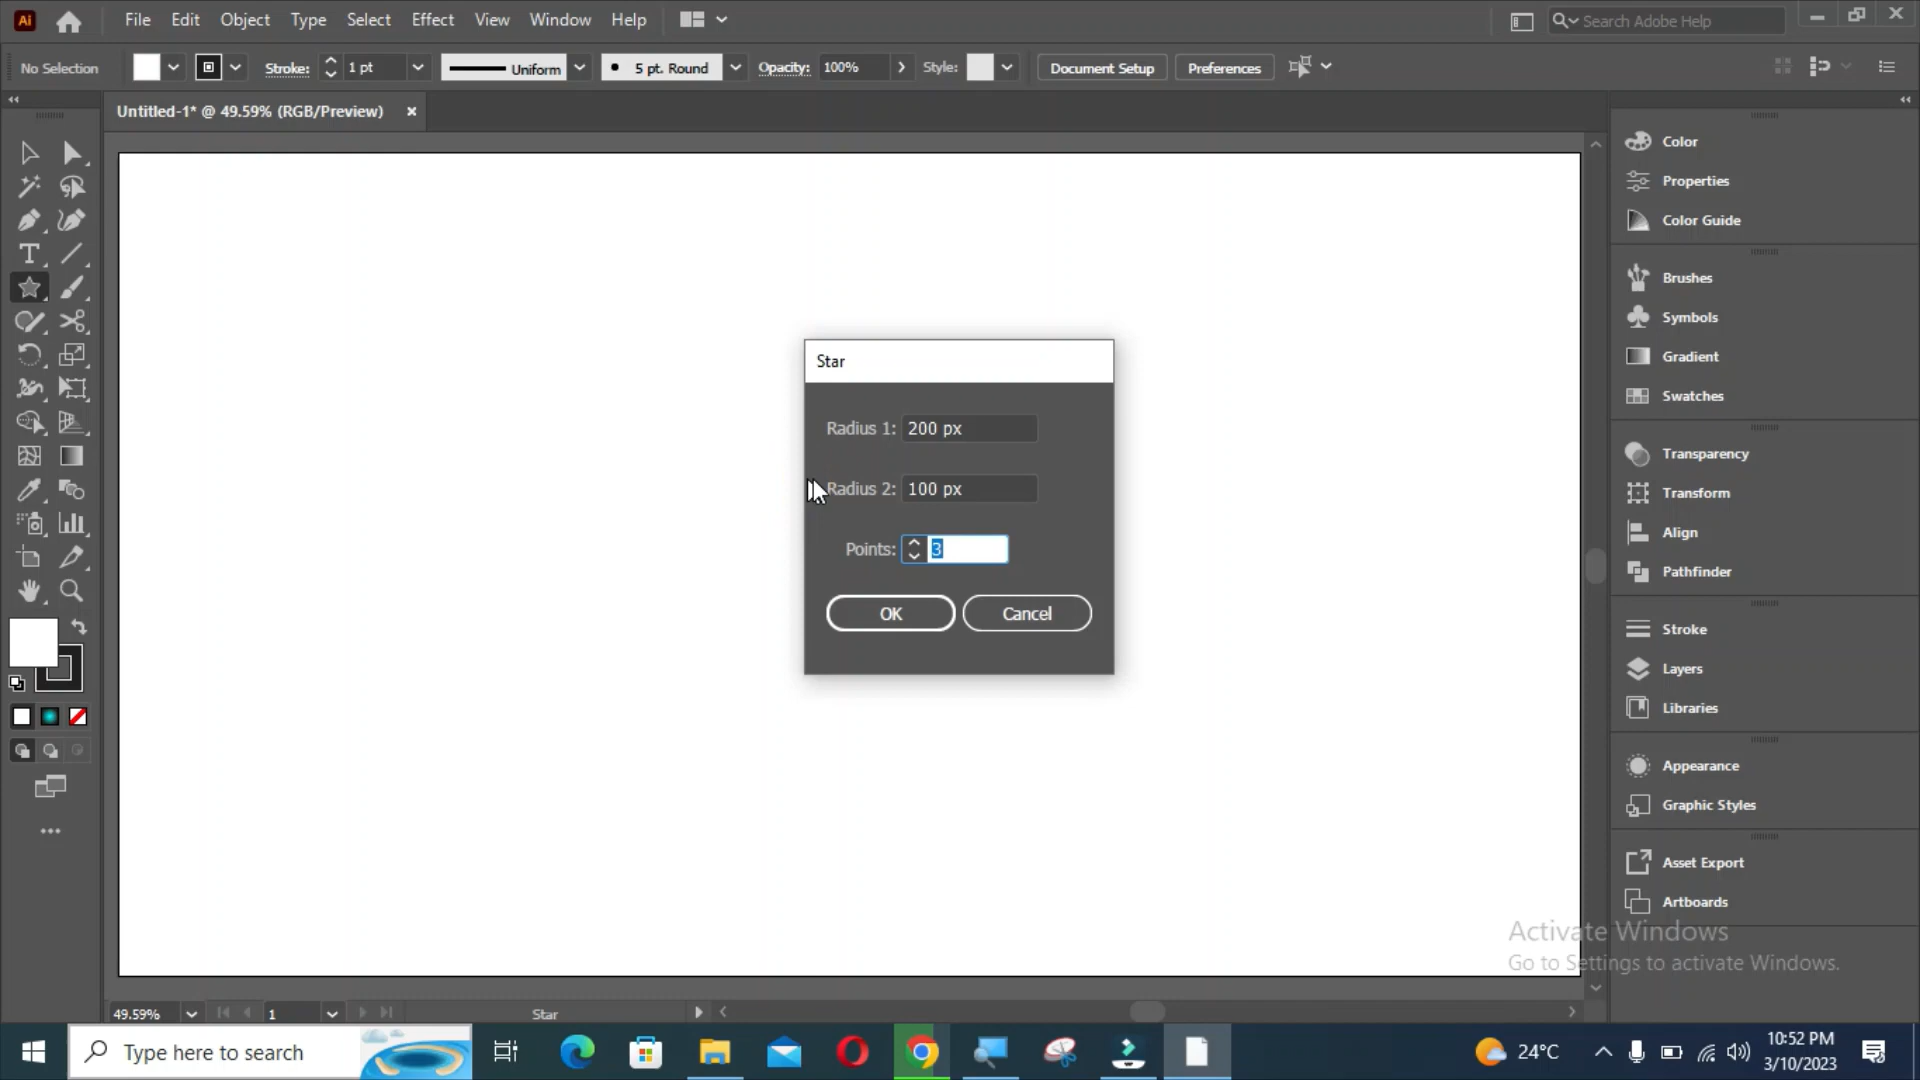 Ai File Edit Object Type Select Effect View Window Help Search Adobe Help
No Selection Stroke: 1 pt Uniform 5 pt. Round Opacity: 100% Style: Document Setup Preferences
Untitled-1* @ 49.59% (RGB/Preview)
Color
Properties
Color Guide
Brushes
Symbols
Gradient
Swatches
Transparency
Transform
Align
Pathfinder
Stroke
Layers
Libraries
Appearance
Graphic Styles
Asset Export
Artboards
Star
Radius 1: 200 px
Radius 2: 100 px
Points: 3
OK Cancel
Activate Windows
Go to Settings to activate Windows.
49.59% 1 Star
Type here to search
24°C
10:52 PM
3/10/2023